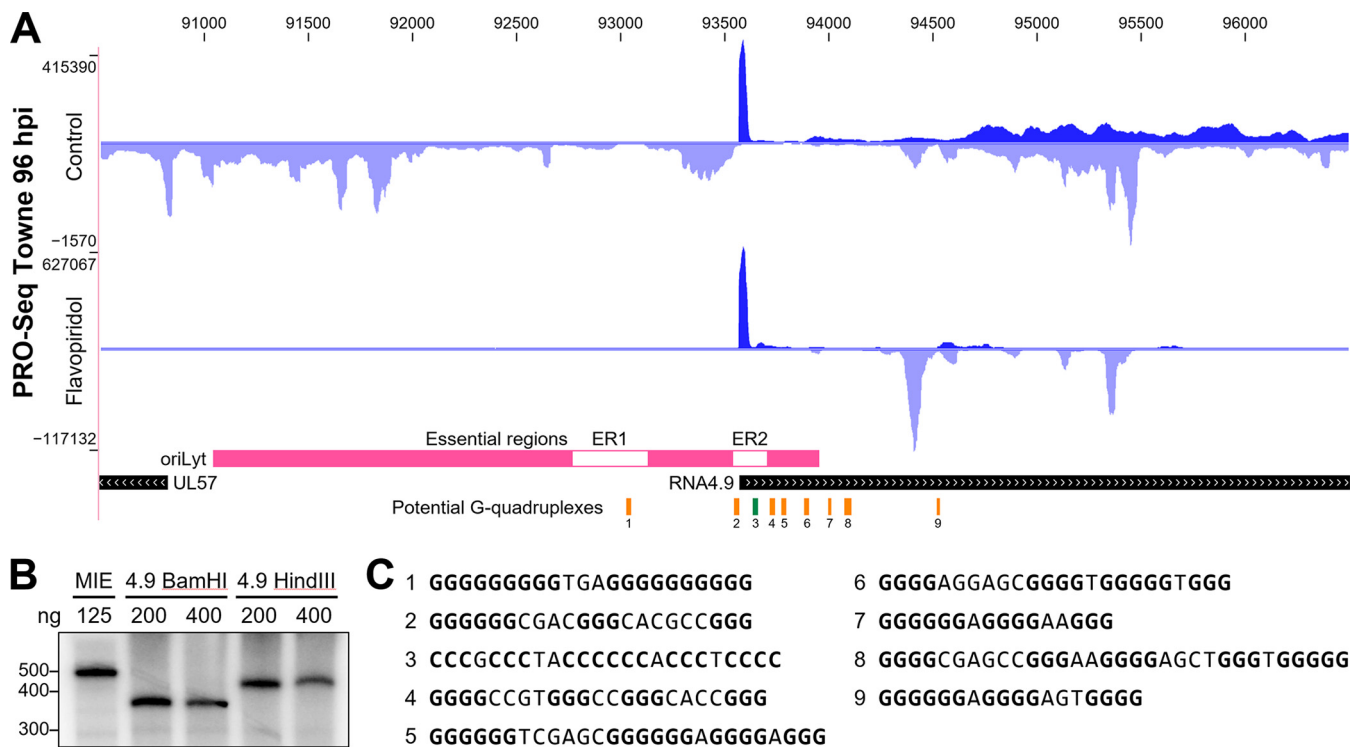 A
91000 91500 92000 92500 93000 93500 94000 94500 95000 95500 96000
PRO-Seq Towne 96 hpi
Control
415390
−1570
Flavopiridol
627067
−117132
Essential regions ER1 ER2
oriLyt
UL57 RNA4.9
Potential G-quadruplexes
1 2 3 4 5 6 7 8 9
B
MIE 4.9 BamHI 4.9 HindIII
ng 125 200 400 200 400
500
400
300
C
1 GGGGGGGGGTGAGGGGGGGGGG
2 GGGGGGCGACGGGCACGCCGGG
3 CCCGCCCTACCCCCCACCCTCCCC
4 GGGGCCGTGGGCCGGGCACCGGG
5 GGGGGGTCGAGCGGGGGGAGGGGAGGG
6 GGGGAGGAGCGGGGTGGGGGTGGG
7 GGGGGGAGGGGAAGGG
8 GGGGCGAGCCGGGAAGGGGAGCTGGGTGGGGG
9 GGGGGGAGGGGAGTGGGG